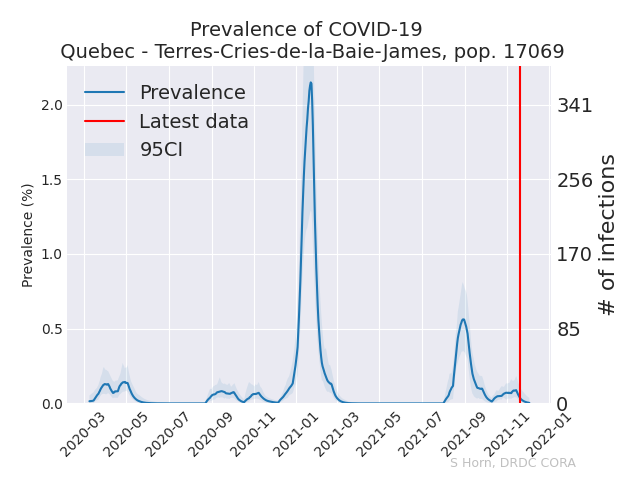 Prevalence of COVID-19
Quebec - Terres-Cries-de-la-Baie-James, pop. 17069
Prevalence
Latest data
95CI
Prevalence (%)
2.0
1.5
1.0
0.5
0.0
341
256
170
85
0
# of infections
2020-03
2020-05
2020-07
2020-09
2020-11
2021-01
2021-03
2021-05
2021-07
2021-09
2021-11
2022-01
S Horn, DRDC CORA